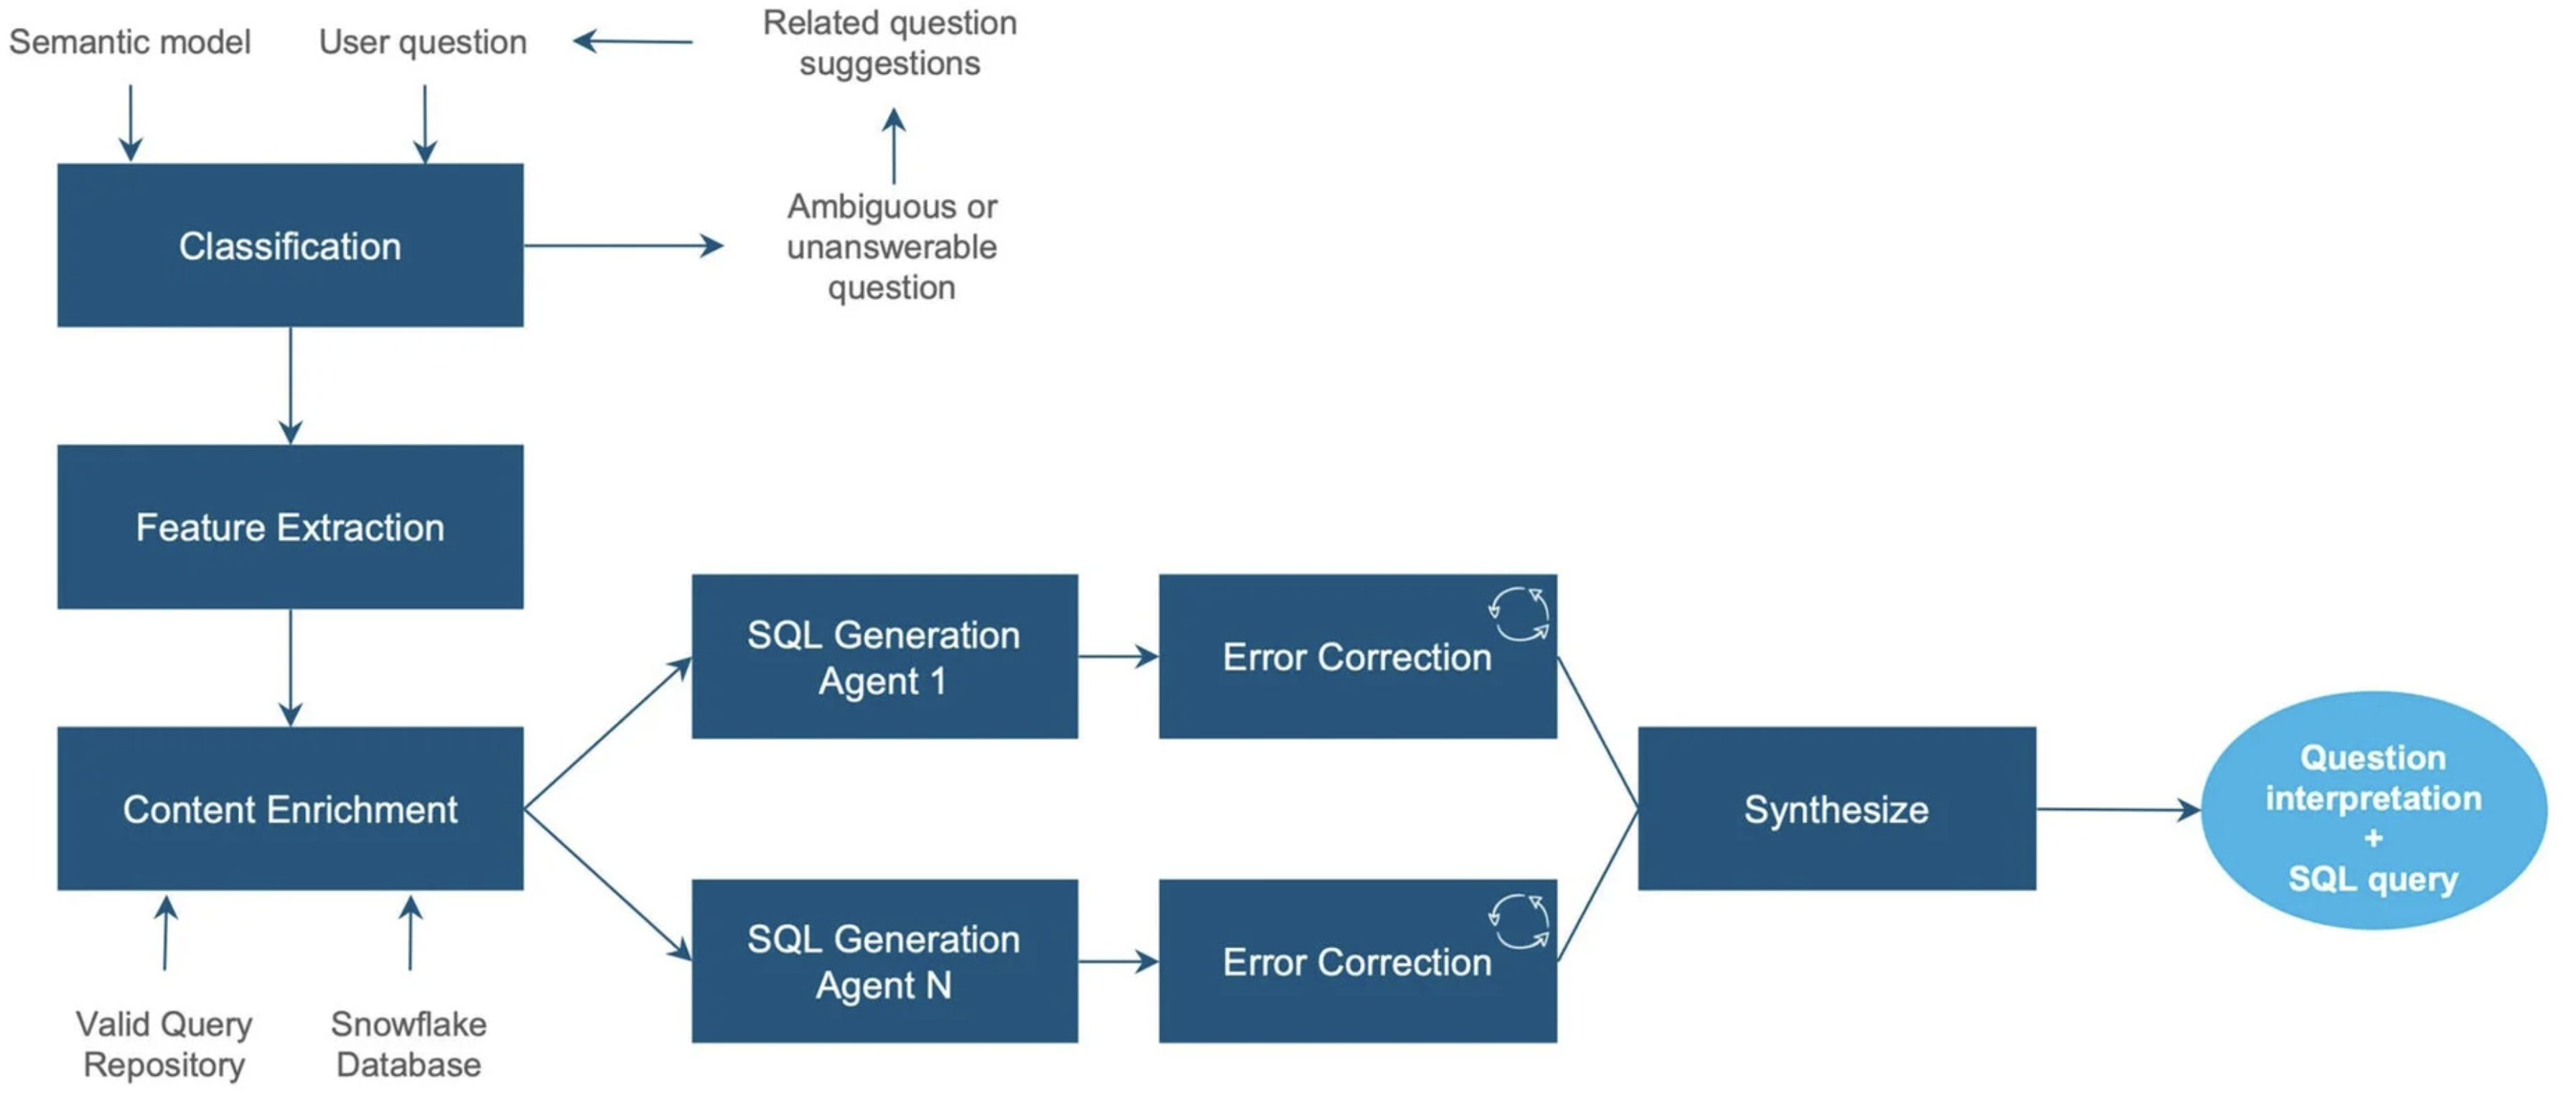 Semantic model
User question
Related question
suggestions
Classification
Ambiguous or
unanswerable
question
Feature Extraction
Content Enrichment
Valid Query
Repository
Snowflake
Database
SQL Generation
Agent 1
Error Correction
SQL Generation
Agent N
Error Correction
Synthesize
Question
interpretation
+
SQL query